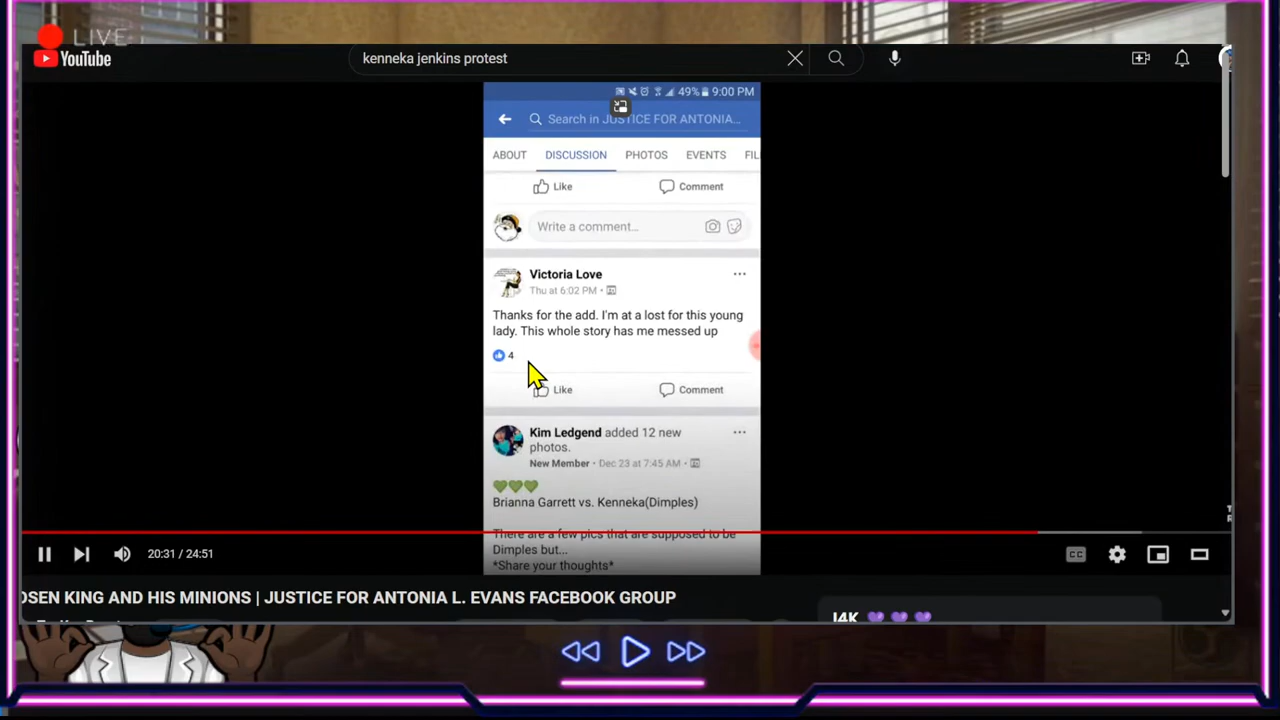 LIVE
YouTube
kenneka jenkins protest
49% 9:00 PM
Search in JUSTICE FOR ANTONIA...
ABOUT DISCUSSION PHOTOS EVENTS FIL
Like Comment
Write a comment...
Victoria Love
Thu at 6:02 PM •
Thanks for the add. I'm at a lost for this young
lady. This whole story has me messed up
4
Like Comment
Kim Ledgend added 12 new
photos.
New Member • Dec 23 at 7:45 AM •
Brianna Garrett vs. Kenneka(Dimples)
There are a few pics that are supposed to be
Dimples but...
*Share your thoughts*
20:31 / 24:51
CC
OSEN KING AND HIS MINIONS | JUSTICE FOR ANTONIA L. EVANS FACEBOOK GROUP
14K